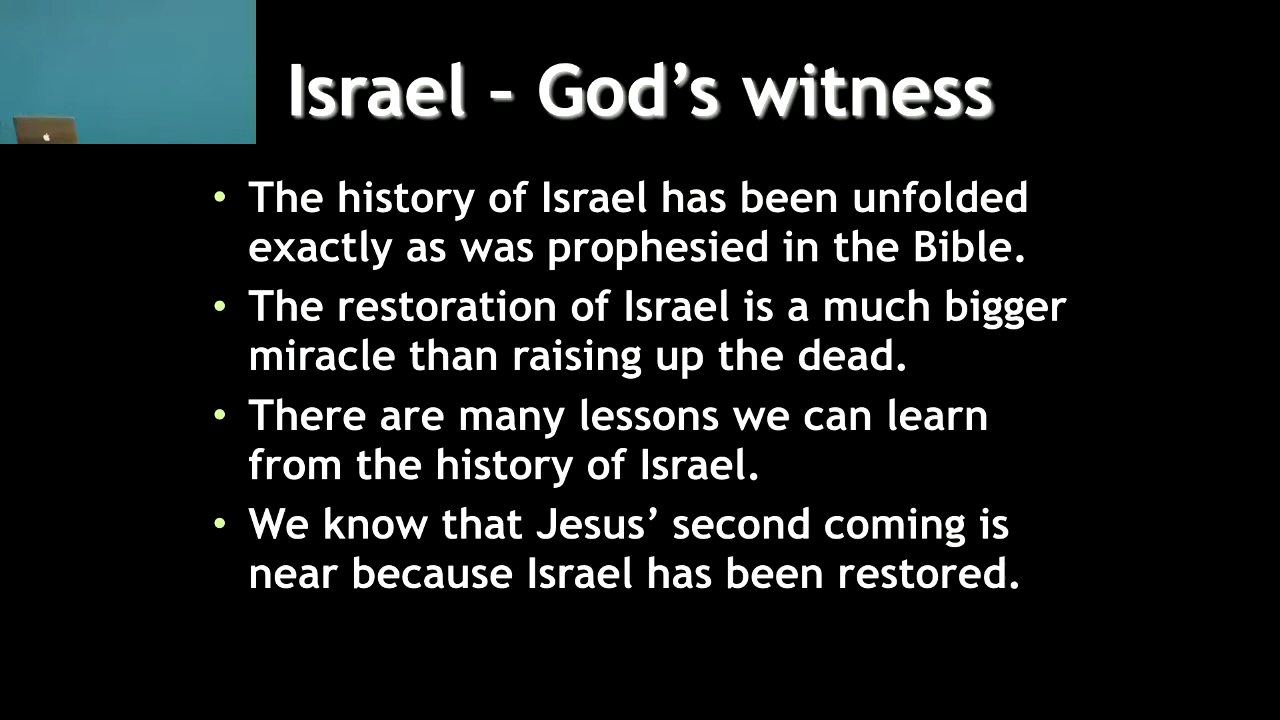 Israel – God’s witness
• The history of Israel has been unfolded
exactly as was prophesied in the Bible.
• The restoration of Israel is a much bigger
miracle than raising up the dead.
• There are many lessons we can learn
from the history of Israel.
• We know that Jesus’ second coming is
near because Israel has been restored.